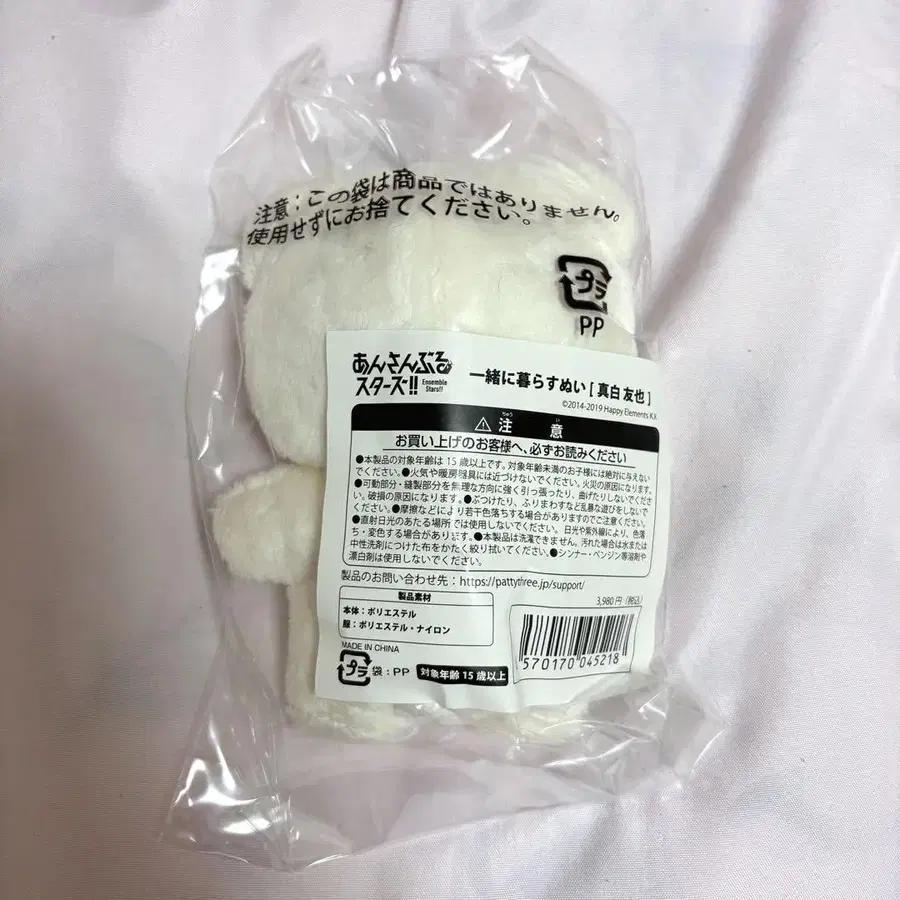 注意：この袋は商品ではありません。
使用せずにお捨てください。
プラ
PP
あんさんぶる
スターズ!!
Ensemble
Stars!!
一緒に暮らすぬい [ 真白 友也 ]
©2014-2019 Happy Elements K.K
⚠注意
ちゅう い
お買い上げのお客様へ、必ずお読みください
●本製品の対象年齢は 15 歳以上です。対象年齢未満のお子様には絶対に与えない
でください。●火気や暖房器具には近づけないでください。火災の原因になります。
●可動部分・縫製部分を無理な方向に強く引っ張ったり、曲げたりしないでくださ
い。破損の原因になります。●ぶつけたり、ふりまわすなど乱暴な遊びをしないで
ください。●摩擦などにより若干色落ちする場合がありますのでご注意ください。
●直射日光のあたる場所では使用しないでください。日光や紫外線により、色落
ち・変色する場合があります。●本製品は洗濯できません。汚れた場合は水または
中性洗剤につけた布をかたく絞り拭いてください。●シンナー・ベンジン等溶剤や
漂白剤は使用しないでください。
製品のお問い合わせ先：https://pattythree.jp/support/
3,980円（税込）
製品素材
本体：ポリエステル
服：ポリエステル・ナイロン
MADE IN CHINA
プラ
袋：PP
対象年齢 15 歳以上
570170 045218